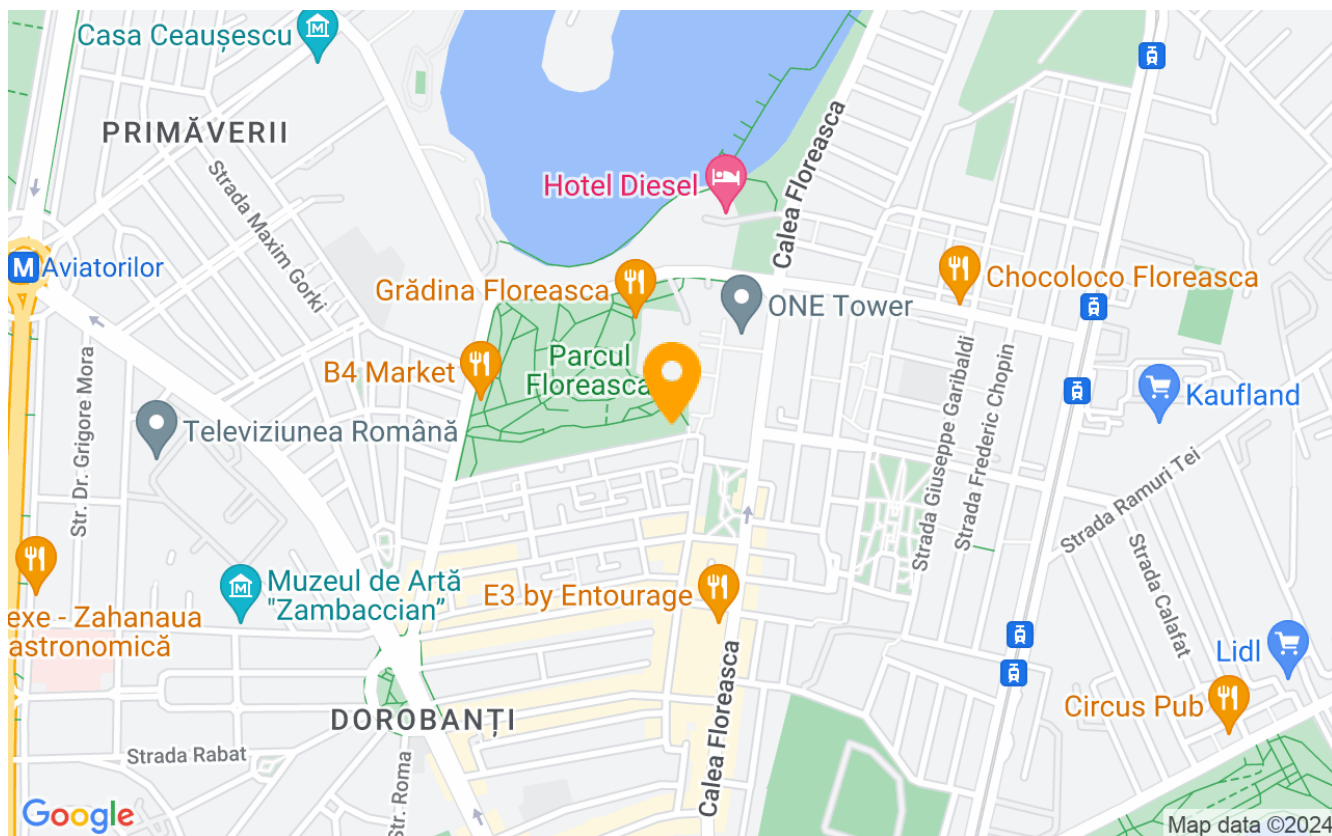 Casa Ceaușescu
PRIMĂVERII
Strada Maxim Gorki
Hotel Diesel
Calea Floreasca
M Aviatorilor
Grădina Floreasca
ONE Tower
Chocoloco Floreasca
B4 Market
Parcul
Floreasca
Kaufland
Str. Dr. Grigore Mora
Televiziunea Română
Strada Giuseppe Garibaldi
Strada Frederic Chopin
Strada Ramuri Tei
Strada Calafat
exe - Zahanaua
astronomică
Muzeul de Artă
"Zambaccian”
E3 by Entourage
Calea Floreasca
Lidl
Circus Pub
DOROBANȚI
Strada Rabat
Str. Roma
Google
Map data ©2024